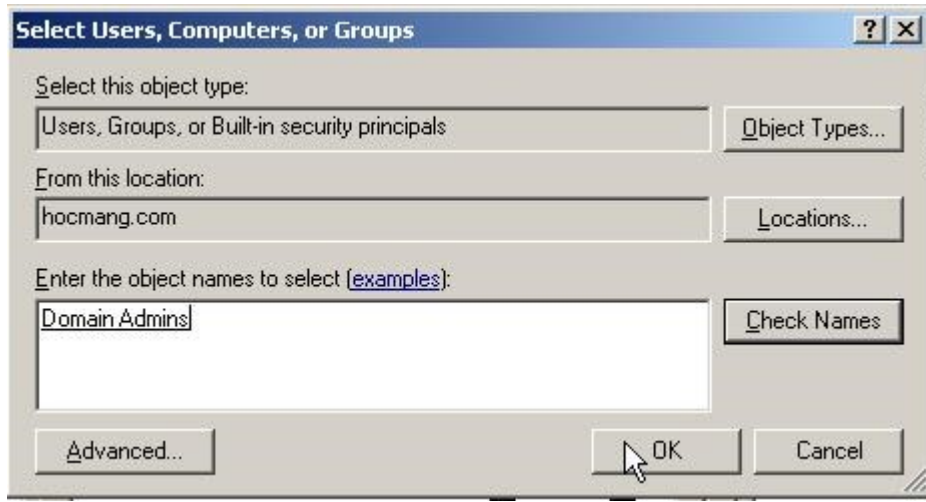 Select Users, Computers, or Groups
? X
Select this object type:
Users, Groups, or Built-in security principals
Object Types...
From this location:
hocmang.com
Locations...
Enter the object names to select (examples):
Domain Admins
Check Names
Advanced...
OK
Cancel